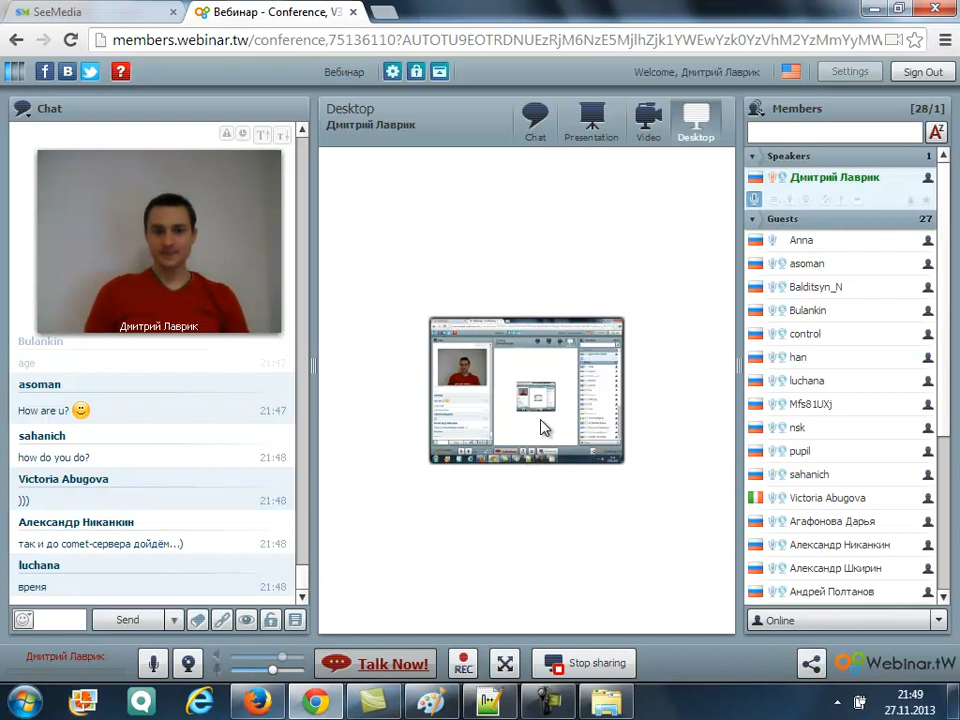 SeeMedia
Вебинар - Conference, V3
members.webinar.tw/conference,75136110?AUTOTU9EOTRDNUEzRjM6NzE5MjlhZjk1YWEwYzk0YzVhM2YzMmYyMW
Вебинар
Welcome, Дмитрий Лаврик
Settings
Sign Out
Chat
Дмитрий Лаврик
Bulankin
age 21:47
asoman
How are u? 21:47
sahanich
how do you do? 21:48
Victoria Abugova
))) 21:48
Александр Никанкин
так и до comet-сервера дойдём...) 21:48
luchana
время 21:48
Send
Desktop
Дмитрий Лаврик
Chat
Presentation
Video
Desktop
Members [28/1]
Speakers 1
Дмитрий Лаврик
Guests 27
Anna
asoman
Balditsyn_N
Bulankin
control
han
luchana
Mfs81UXj
nsk
pupil
sahanich
Victoria Abugova
Агафонова Дарья
Александр Никанкин
Александр Шкирин
Андрей Полтанов
Online
Дмитрий Лаврик
Talk Now!
REC
Stop sharing
Webinar.tW
21:49
27.11.2013